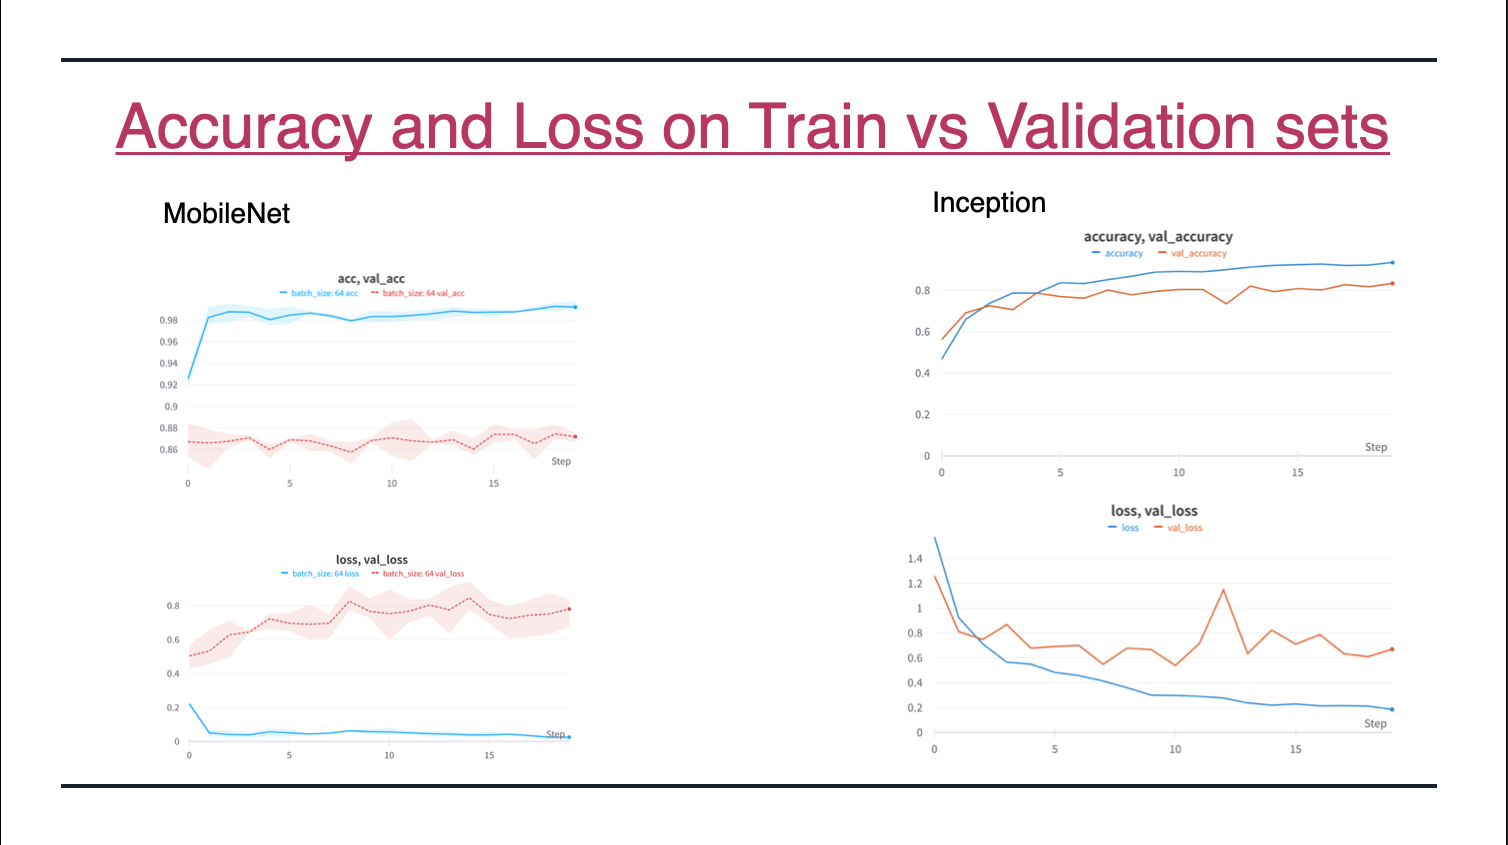 Accuracy and Loss on Train vs Validation sets
MobileNet
acc, val_acc
batch_size: 64 acc batch_size: 64 val_acc
0.98
0.96
0.94
0.92
0.9
0.88
0.86
Step
0 5 10 15
loss, val_loss
batch_size: 64 loss batch_size: 64 val_loss
0.8
0.6
0.4
0.2
0
Step
0 5 10 15
Inception
accuracy, val_accuracy
accuracy val_accuracy
0.8
0.6
0.4
0.2
0
Step
0 5 10 15
loss, val_loss
loss val_loss
1.4
1.2
1
0.8
0.6
0.4
0.2
0
Step
0 5 10 15